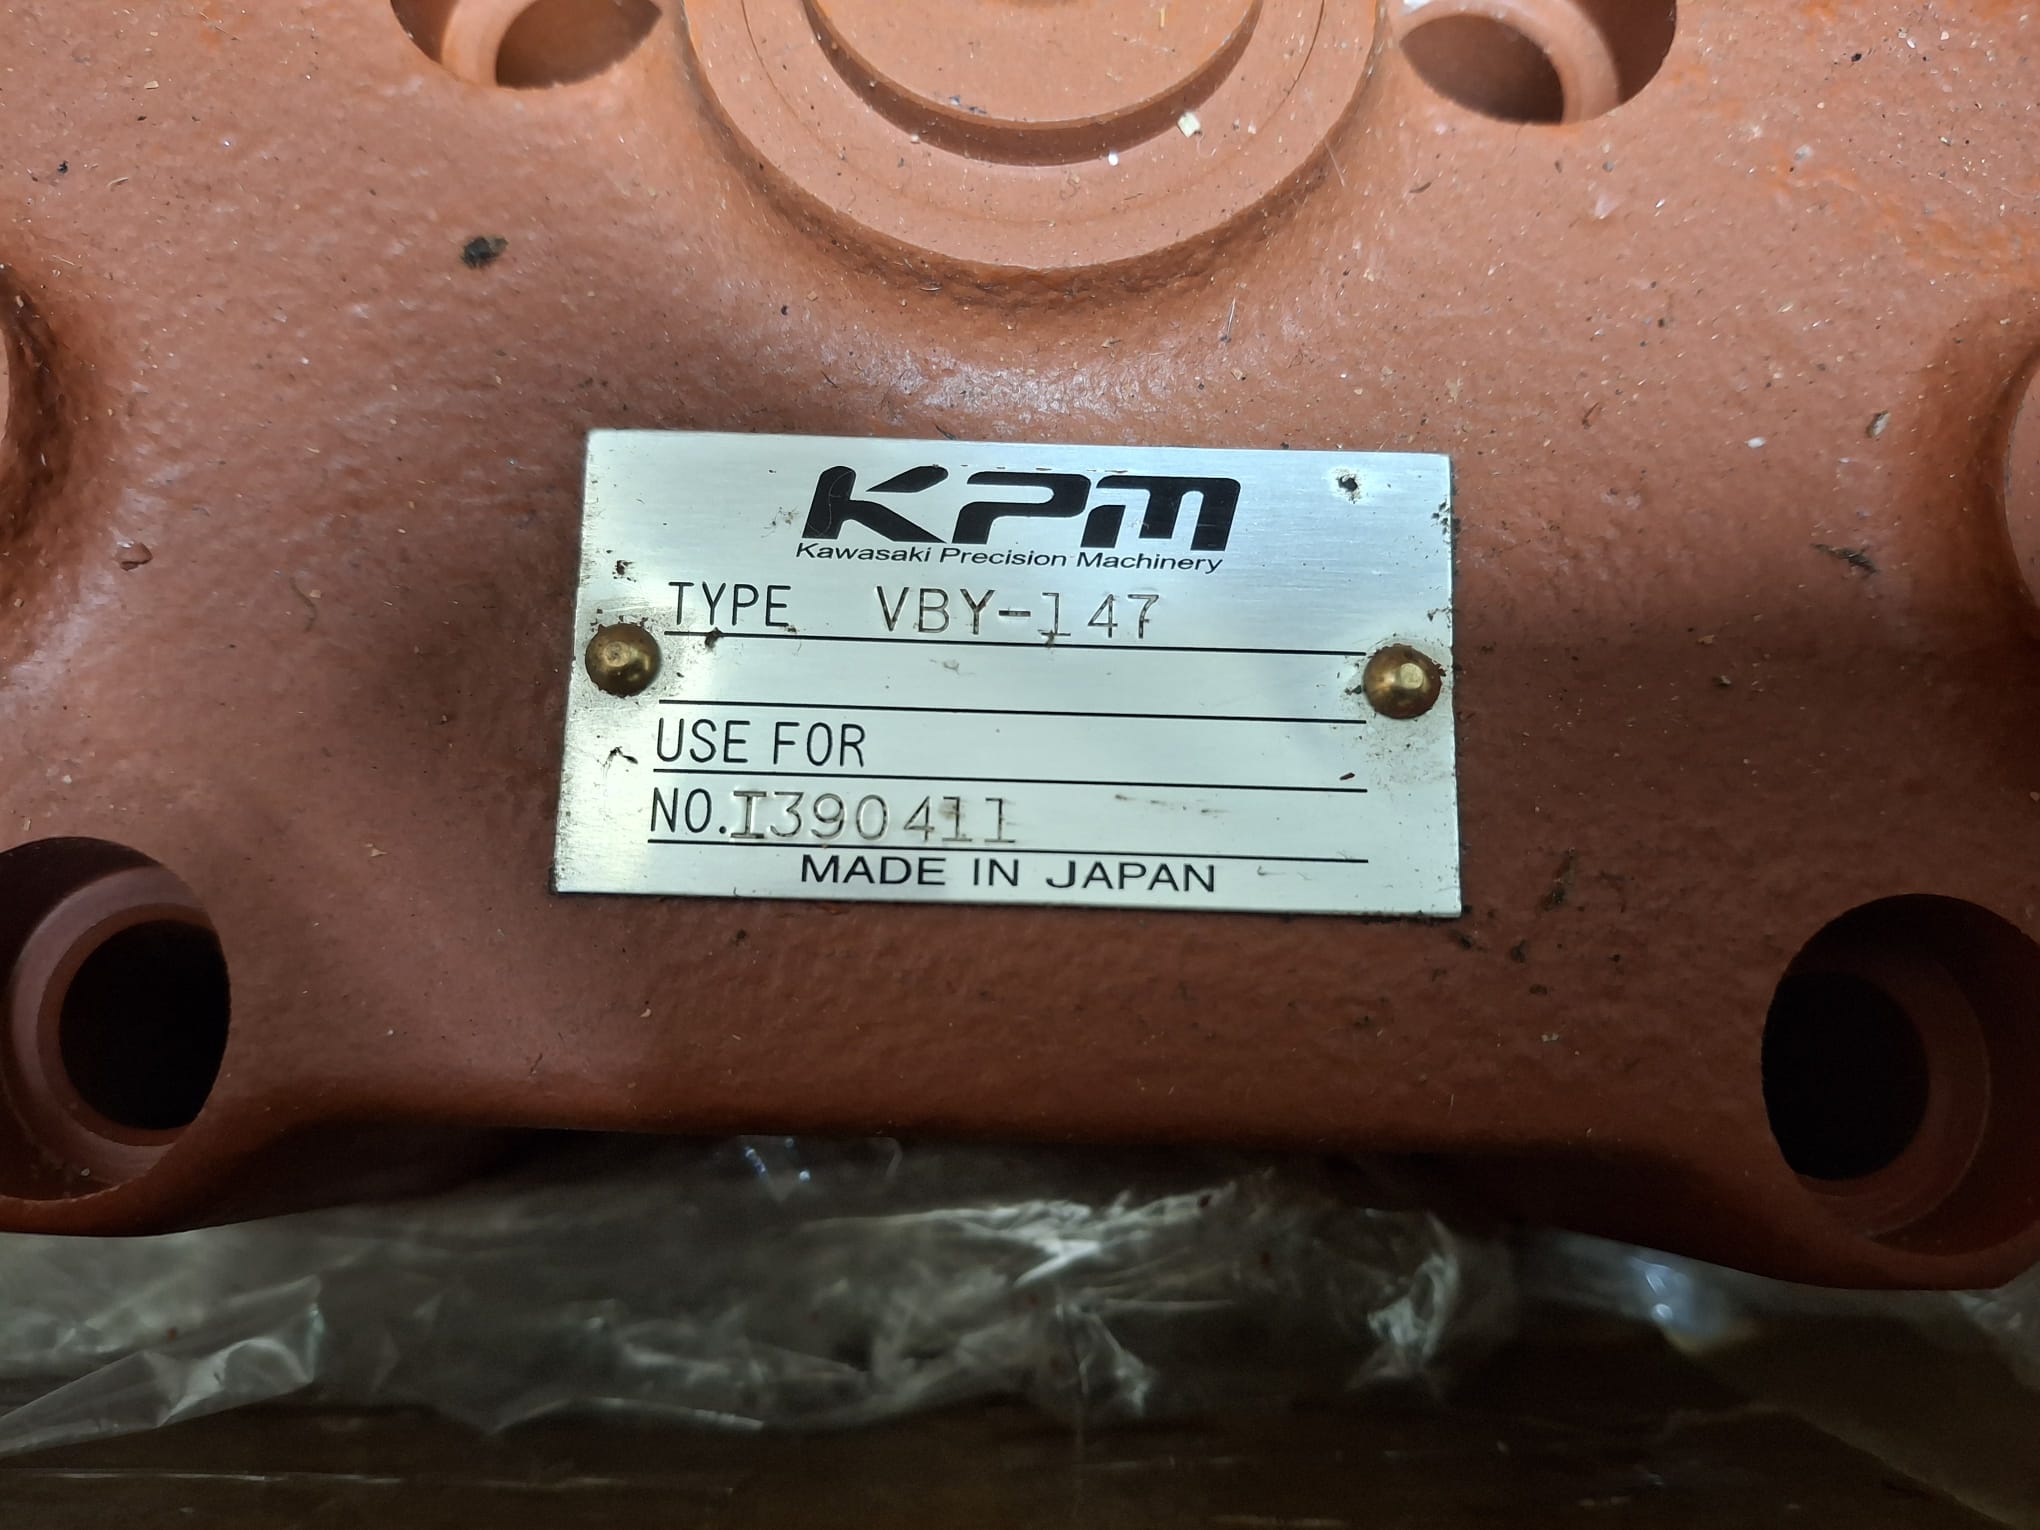 KPM
Kawasaki Precision Machinery
TYPE VBY-147
USE FOR
NO.I390411
MADE IN JAPAN